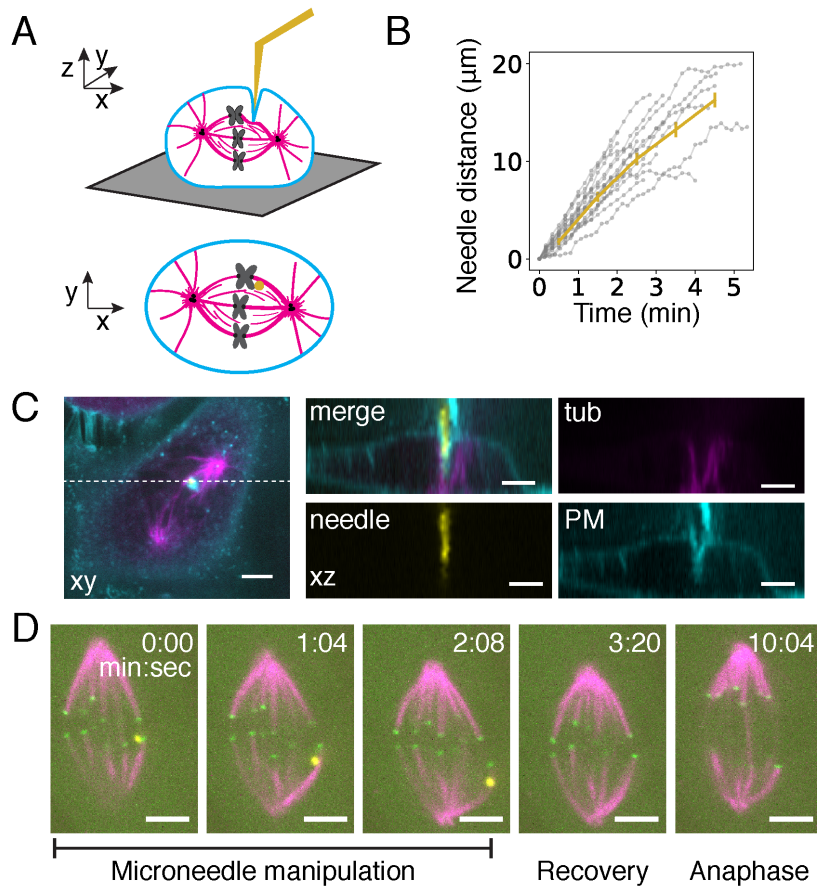 A
z
y
x
y
x
B
Needle distance (μm)
20
10
0
0 1 2 3 4 5
Time (min)
C
xy
merge
tub
needle
xz
PM
D
0:00
min:sec
1:04
2:08
3:20
10:04
Microneedle manipulation
Recovery
Anaphase